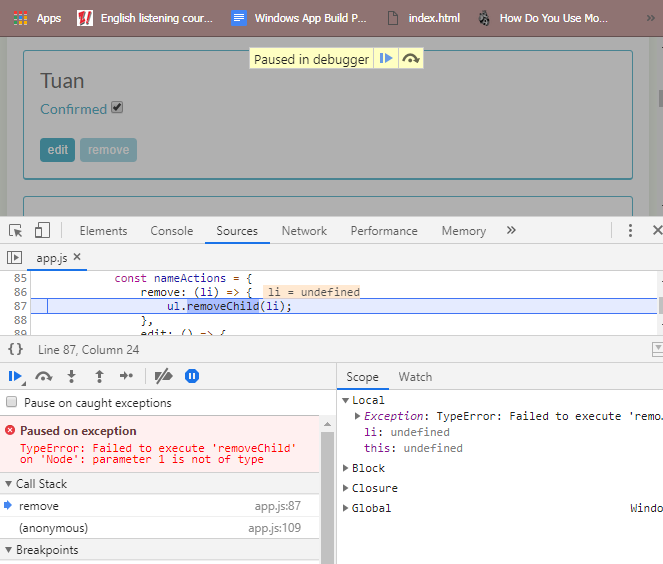 Apps English listening cour... Windows App Build P... index.html How Do You Use Mo... »
Paused in debugger
Tuan
Confirmed
edit remove
Elements Console Sources Network Performance Memory »
app.js ×
85 const nameActions = {
86 remove: (li) => { li = undefined
87 ul.removeChild(li);
88 },
89 edit: () => {
{} Line 87, Column 24
Scope Watch
Pause on caught exceptions
Paused on exception
TypeError: Failed to execute 'removeChild'
on 'Node': parameter 1 is not of type
Call Stack
remove app.js:87
(anonymous) app.js:109
Breakpoints
Local
Exception: TypeError: Failed to execute 'remo...
li: undefined
this: undefined
Block
Closure
Global Windo